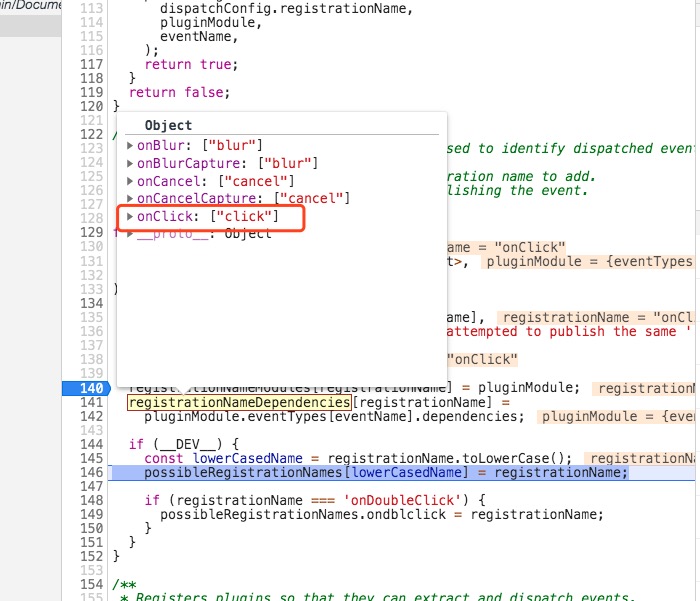 in/Docume
113 dispatchConfig.registrationName,
114 pluginModule,
115 eventName,
116 );
117 return true;
118 }
119 return false;
120 }
121
122 /
123 sed to identify dispatched even
124
125 ration name to add.
126 lishing the event.
127
128
129
130 ame = "onClick"
131 t>, pluginModule = {eventTypes
132
133 )
134
135 ame], registrationName = "onCl
136 attempted to publish the same '
137
138 "onClick"
139
Object
onBlur: ["blur"]
onBlurCapture: ["blur"]
onCancel: ["cancel"]
onCancelCapture: ["cancel"]
onClick: ["click"]
__proto__: Object
140 registrationNameModules[registrationName] = pluginModule; registrationN
141 registrationNameDependencies[registrationName] =
142 pluginModule.eventTypes[eventName].dependencies; pluginModule = {even
143
144 if (__DEV__) {
145 const lowerCasedName = registrationName.toLowerCase(); registrationNa
146 possibleRegistrationNames[lowerCasedName] = registrationName;
147
148 if (registrationName === 'onDoubleClick') {
149 possibleRegistrationNames.ondblclick = registrationName;
150 }
151 }
152 }
153
154 /**
155 * Registers plugins so that they can extract and dispatch events.